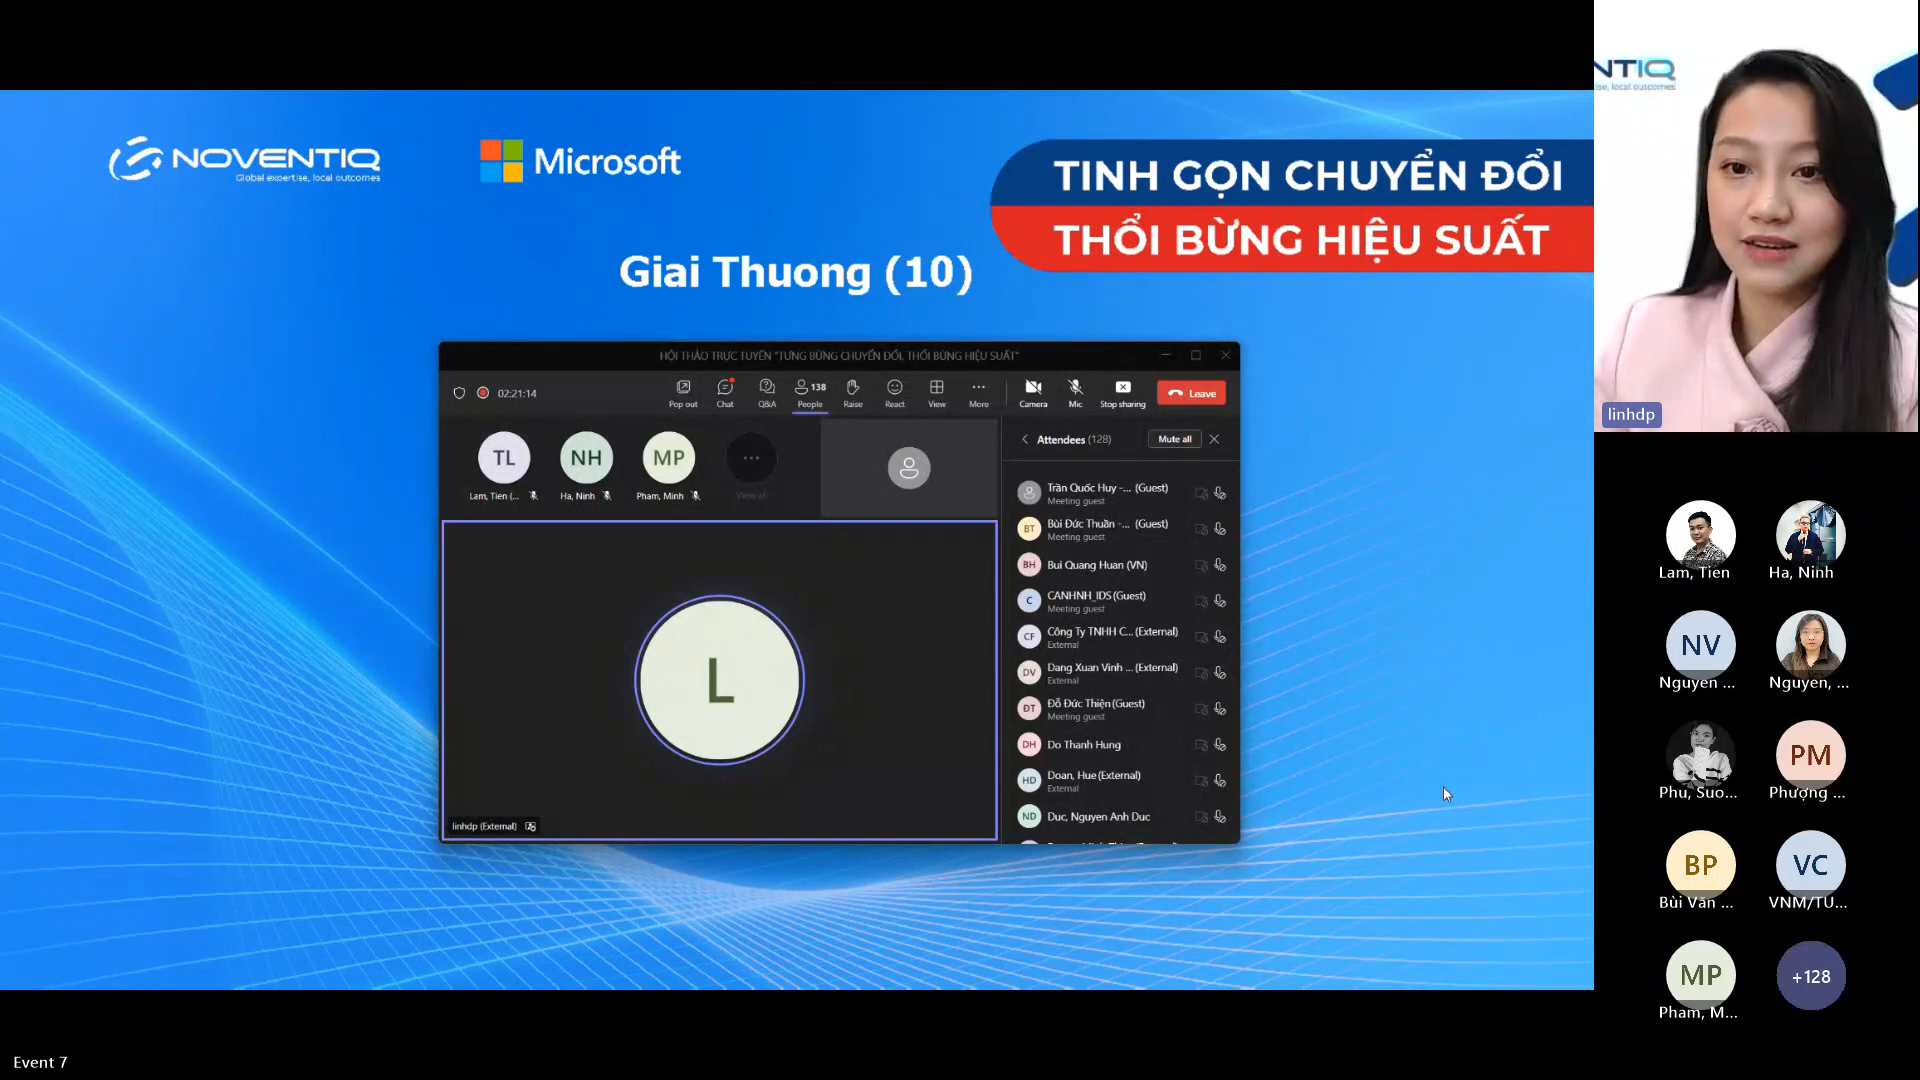 NOVENTIQ
Global expertise, local outcomes
Microsoft
TINH GỌN CHUYỂN ĐỔI
THỔI BỪNG HIỆU SUẤT
Giai Thuong (10)
HỘI THẢO TRỰC TUYẾN "TƯNG BỪNG CHUYỂN ĐỔI, THỔI BÙNG HIỆU SUẤT"
02:21:14
Pop out
Chat
Q&A
138
People
Raise
React
View
More
Camera
Mic
Stop sharing
Leave
TL
NH
MP
Lam, Tien (...
Ha, Ninh
Pham, Minh
View all
Attendees (128)
Mute all
Trần Quốc Huy -... (Guest)
Meeting guest
BT
Bùi Đức Thuần -... (Guest)
Meeting guest
BH
Bui Quang Huan (VN)
C
CANHNH_IDS (Guest)
Meeting guest
CF
Công Ty TNHH C... (External)
External
DV
Dang Xuan Vinh ... (External)
External
ĐT
Đỗ Đức Thiện (Guest)
Meeting guest
DH
Do Thanh Hung
HD
Doan, Hue (External)
External
ND
Duc, Nguyen Anh Duc
L
linhdp (External)
NTIQ
ise, local outcomes
linhdp
Lam, Tien
Ha, Ninh
NV
Nguyen ...
Nguyen, ...
Phu, Suo...
PM
Phượng ...
BP
Bùi Văn ...
VC
VNM/TU...
MP
Pham, M...
+128
Event 7